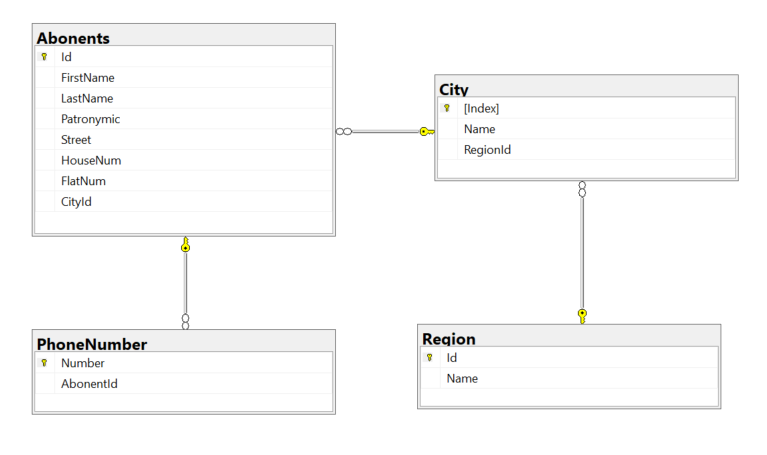 Abonents
Id
FirstName
LastName
Patronymic
Street
HouseNum
FlatNum
CityId
City
[Index]
Name
RegionId
PhoneNumber
Number
AbonentId
Region
Id
Name